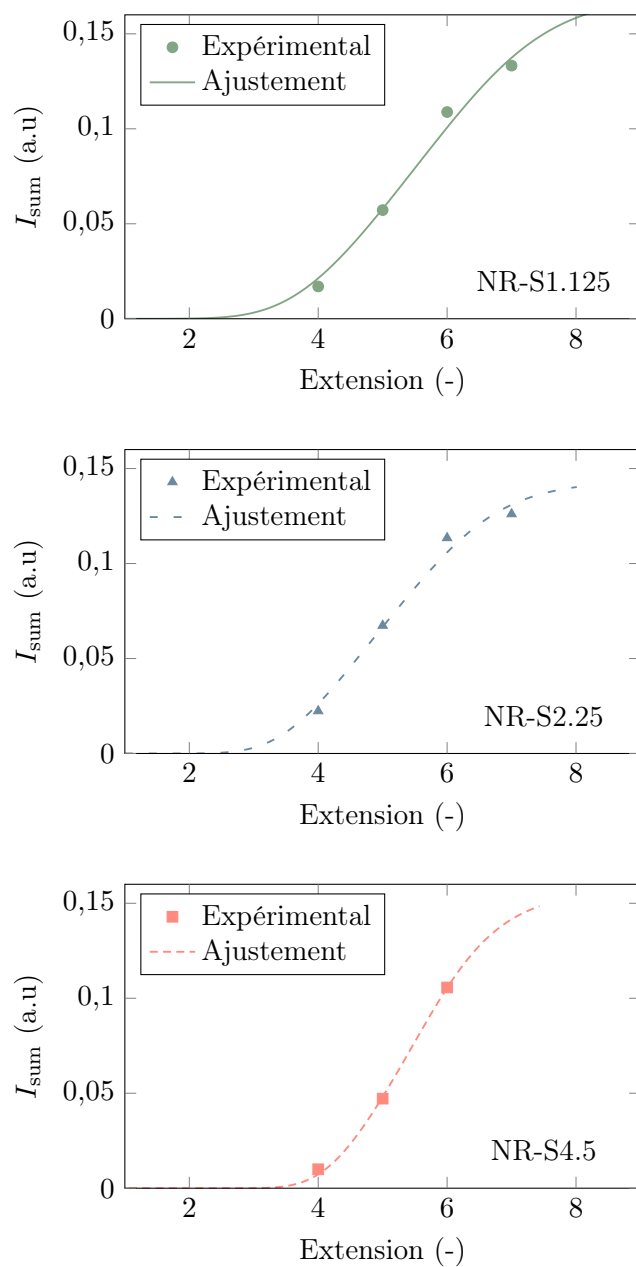 0,15
Expérimental
Ajustement
0,1
I_sum (a.u)
0,05
NR-S1.125
0
2 4 6 8
Extension (-)
0,15
Expérimental
Ajustement
0,1
I_sum (a.u)
0,05
NR-S2.25
0
2 4 6 8
Extension (-)
0,15
Expérimental
Ajustement
0,1
I_sum (a.u)
0,05
NR-S4.5
0
2 4 6 8
Extension (-)